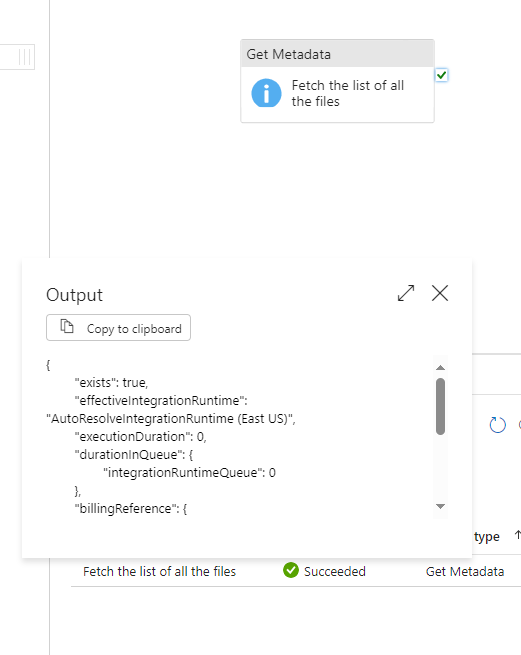 Get Metadata
Fetch the list of all
the files
Output
Copy to clipboard
{
"exists": true,
"effectiveIntegrationRuntime":
"AutoResolveIntegrationRuntime (East US)",
"executionDuration": 0,
"durationInQueue": {
"integrationRuntimeQueue": 0
},
"billingReference": {
type
Fetch the list of all the files Succeeded Get Metadata